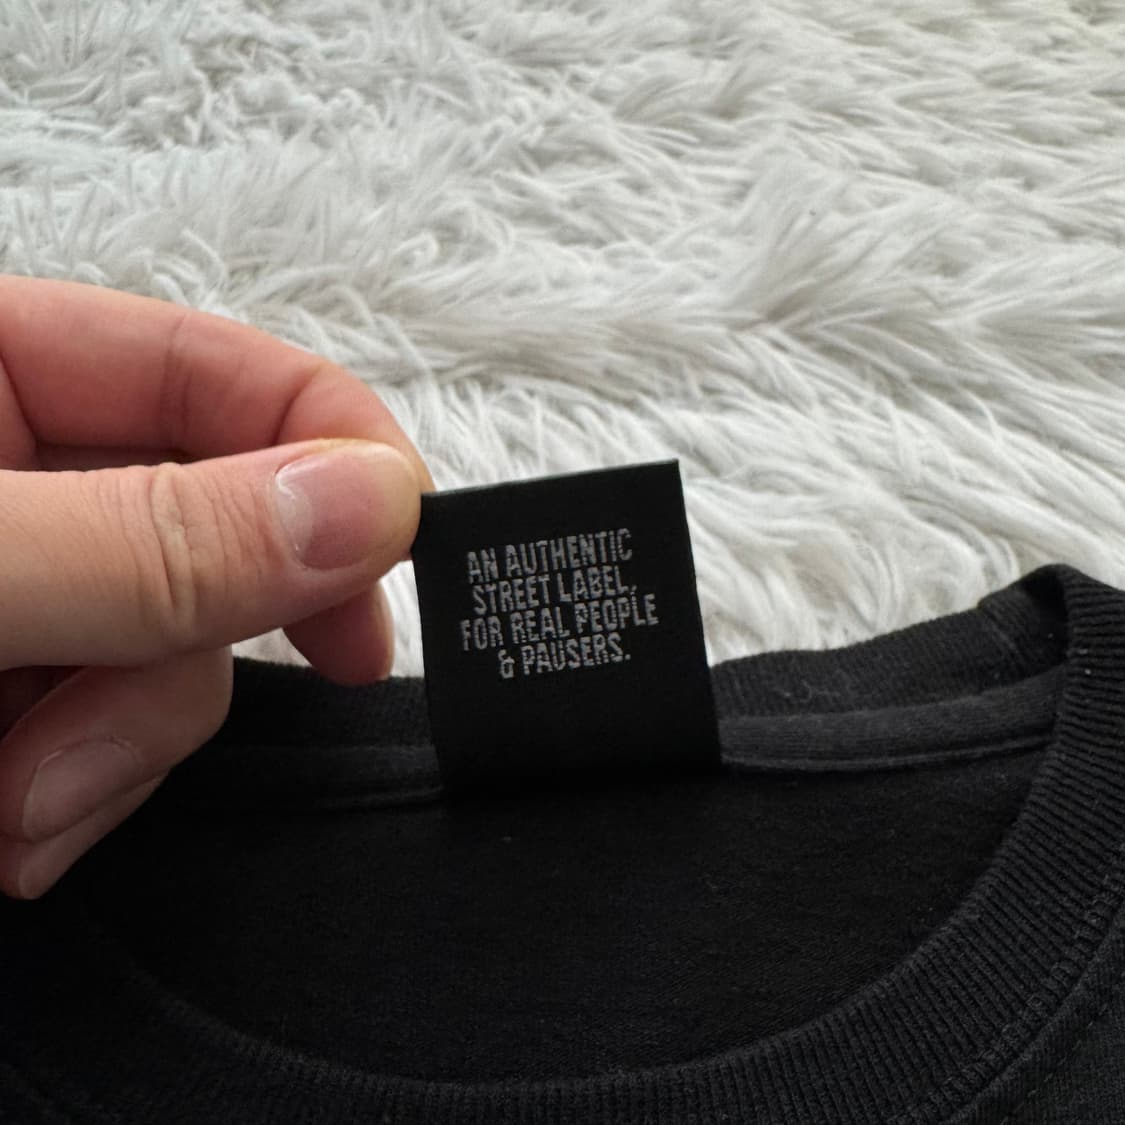 AN AUTHENTIC
STREET LABEL,
FOR REAL PEOPLE
& PAUSERS.